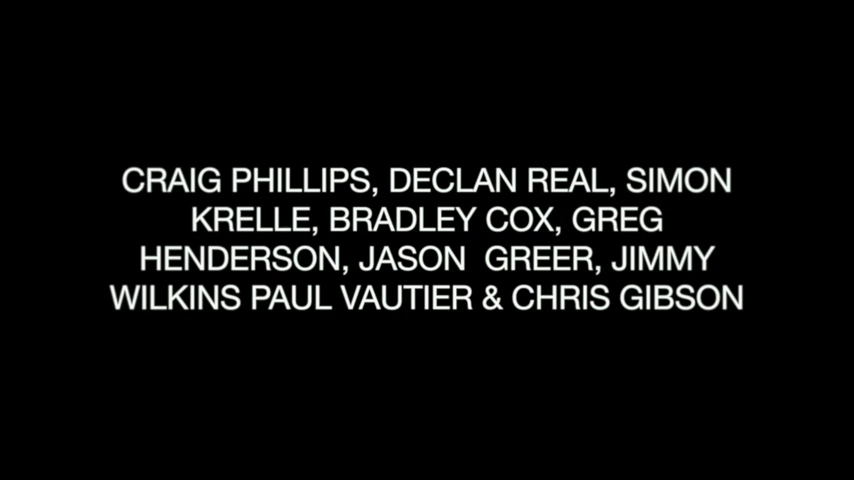 CRAIG PHILLIPS, DECLAN REAL, SIMON
KRELLE, BRADLEY COX, GREG
HENDERSON, JASON  GREER, JIMMY
WILKINS PAUL VAUTIER & CHRIS GIBSON